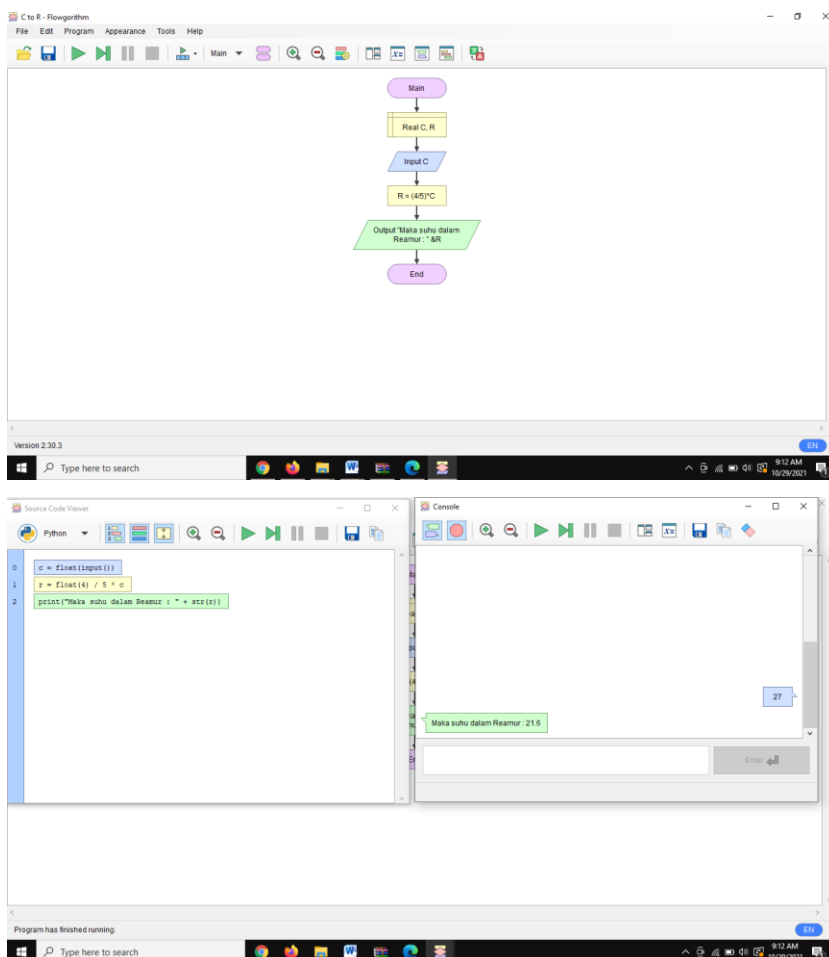 C to R - Flowgorithm
File Edit Program Appearance Tools Help
Main
Main
Real C, R
Input C
R = (4/5)*C
Output "Maka suhu dalam
Reamur : " &R
End
Version 2.30.3
EN
Type here to search
9:12 AM
10/29/2021
Source Code Viewer
Python
0 c = float(input())
1 r = float(4) / 5 * c
2 print("Maka suhu dalam Reamur : " + str(r))
Console
27
Maka suhu dalam Reamur : 21.6
Enter
Program has finished running.
EN
Type here to search
9:12 AM
10/29/2021